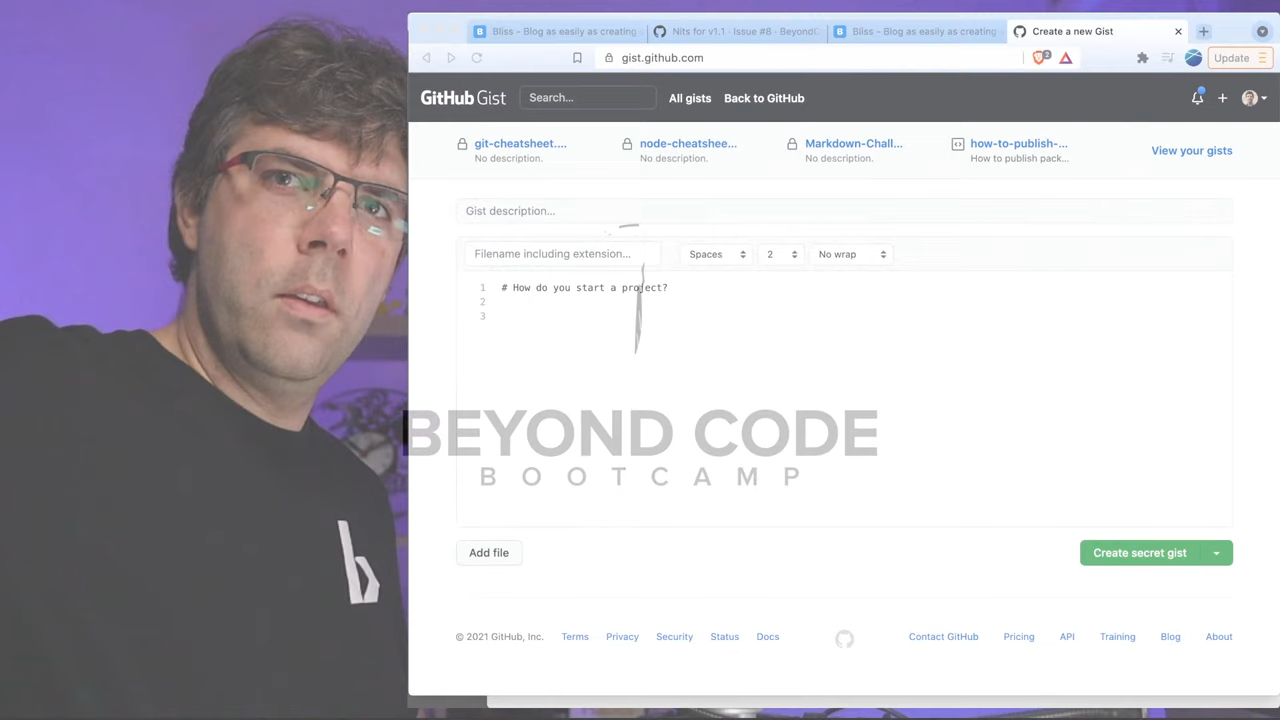 Bliss – Blog as easily as creating
Nits for v1.1 · Issue #8 · Beyond
Bliss – Blog as easily as creating
Create a new Gist
gist.github.com
2
Update
GitHub Gist
Search...
All gists
Back to GitHub
git-cheatsheet....
No description.
node-cheatshee...
No description.
Markdown-Chall...
No description.
how-to-publish-...
How to publish pack...
View your gists
Gist description...
Filename including extension...
Spaces
2
No wrap
1 # How do you start a project?
2
3
BEYOND CODE
BOOTCAMP
b
Add file
Create secret gist
© 2021 GitHub, Inc.
Terms
Privacy
Security
Status
Docs
Contact GitHub
Pricing
API
Training
Blog
About